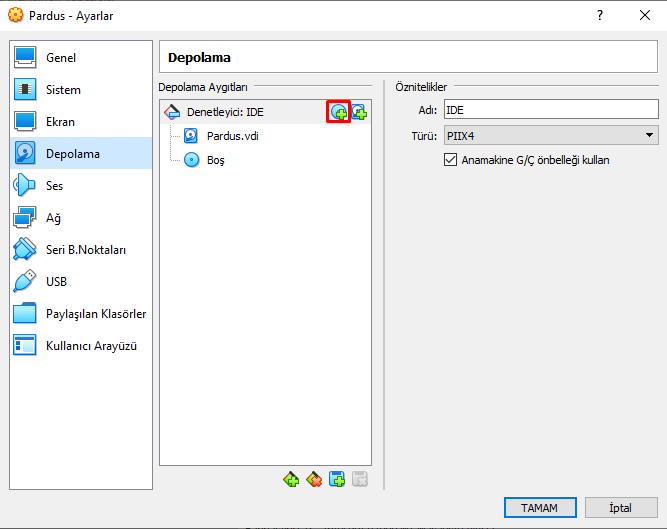 Pardus - Ayarlar
?
Genel
Sistem
Ekran
Depolama
Ses
Ağ
Seri B.Noktaları
USB
Paylaşılan Klasörler
Kullanıcı Arayüzü
Depolama
Depolama Aygıtları
Denetleyici: IDE
Pardus.vdi
Boş
Öznitelikler
Adı: IDE
Türü: PIIX4
Anamakine G/Ç önbelleği kullan
TAMAM
İptal